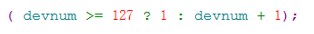 ( devnum >= 127 ? 1 : devnum + 1);